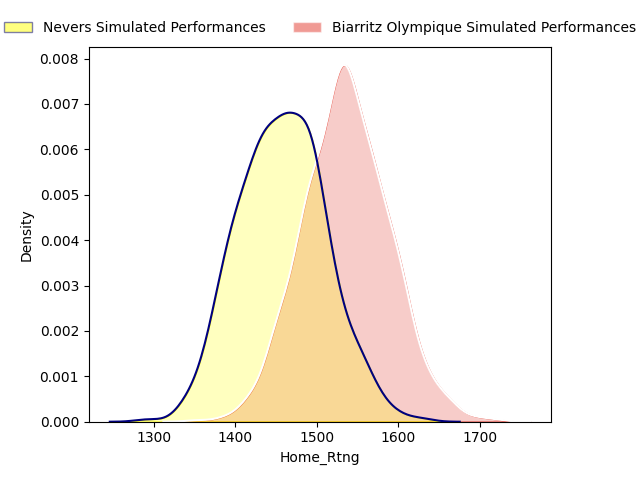 Nevers Simulated Performances Biarritz Olympique Simulated Performances
0.008
0.007
0.006
0.005
0.004
0.003
0.002
0.001
0.000
Density
1300 1400 1500 1600 1700
Home_Rtng